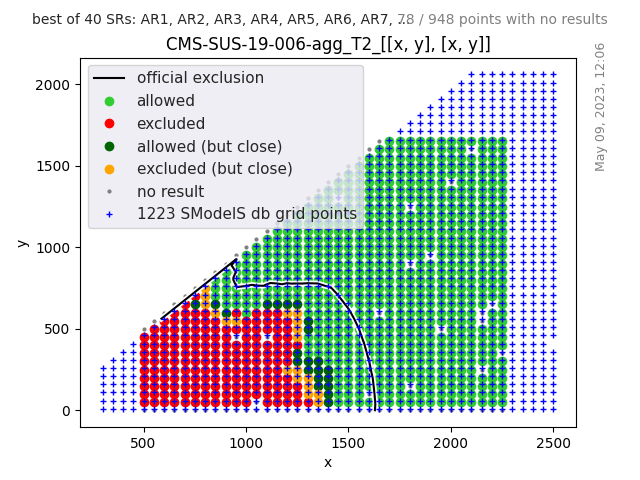 best of 40 SRs: AR1, AR2, AR3, AR4, AR5, AR6, AR7, ..
78 / 948 points with no results
CMS-SUS-19-006-agg_T2_[[x, y], [x, y]]
May 09, 2023, 12:06
official exclusion
allowed
excluded
allowed (but close)
excluded (but close)
no result
1223 SModelS db grid points
y
2000
1500
1000
500
0
500
1000
1500
2000
2500
x